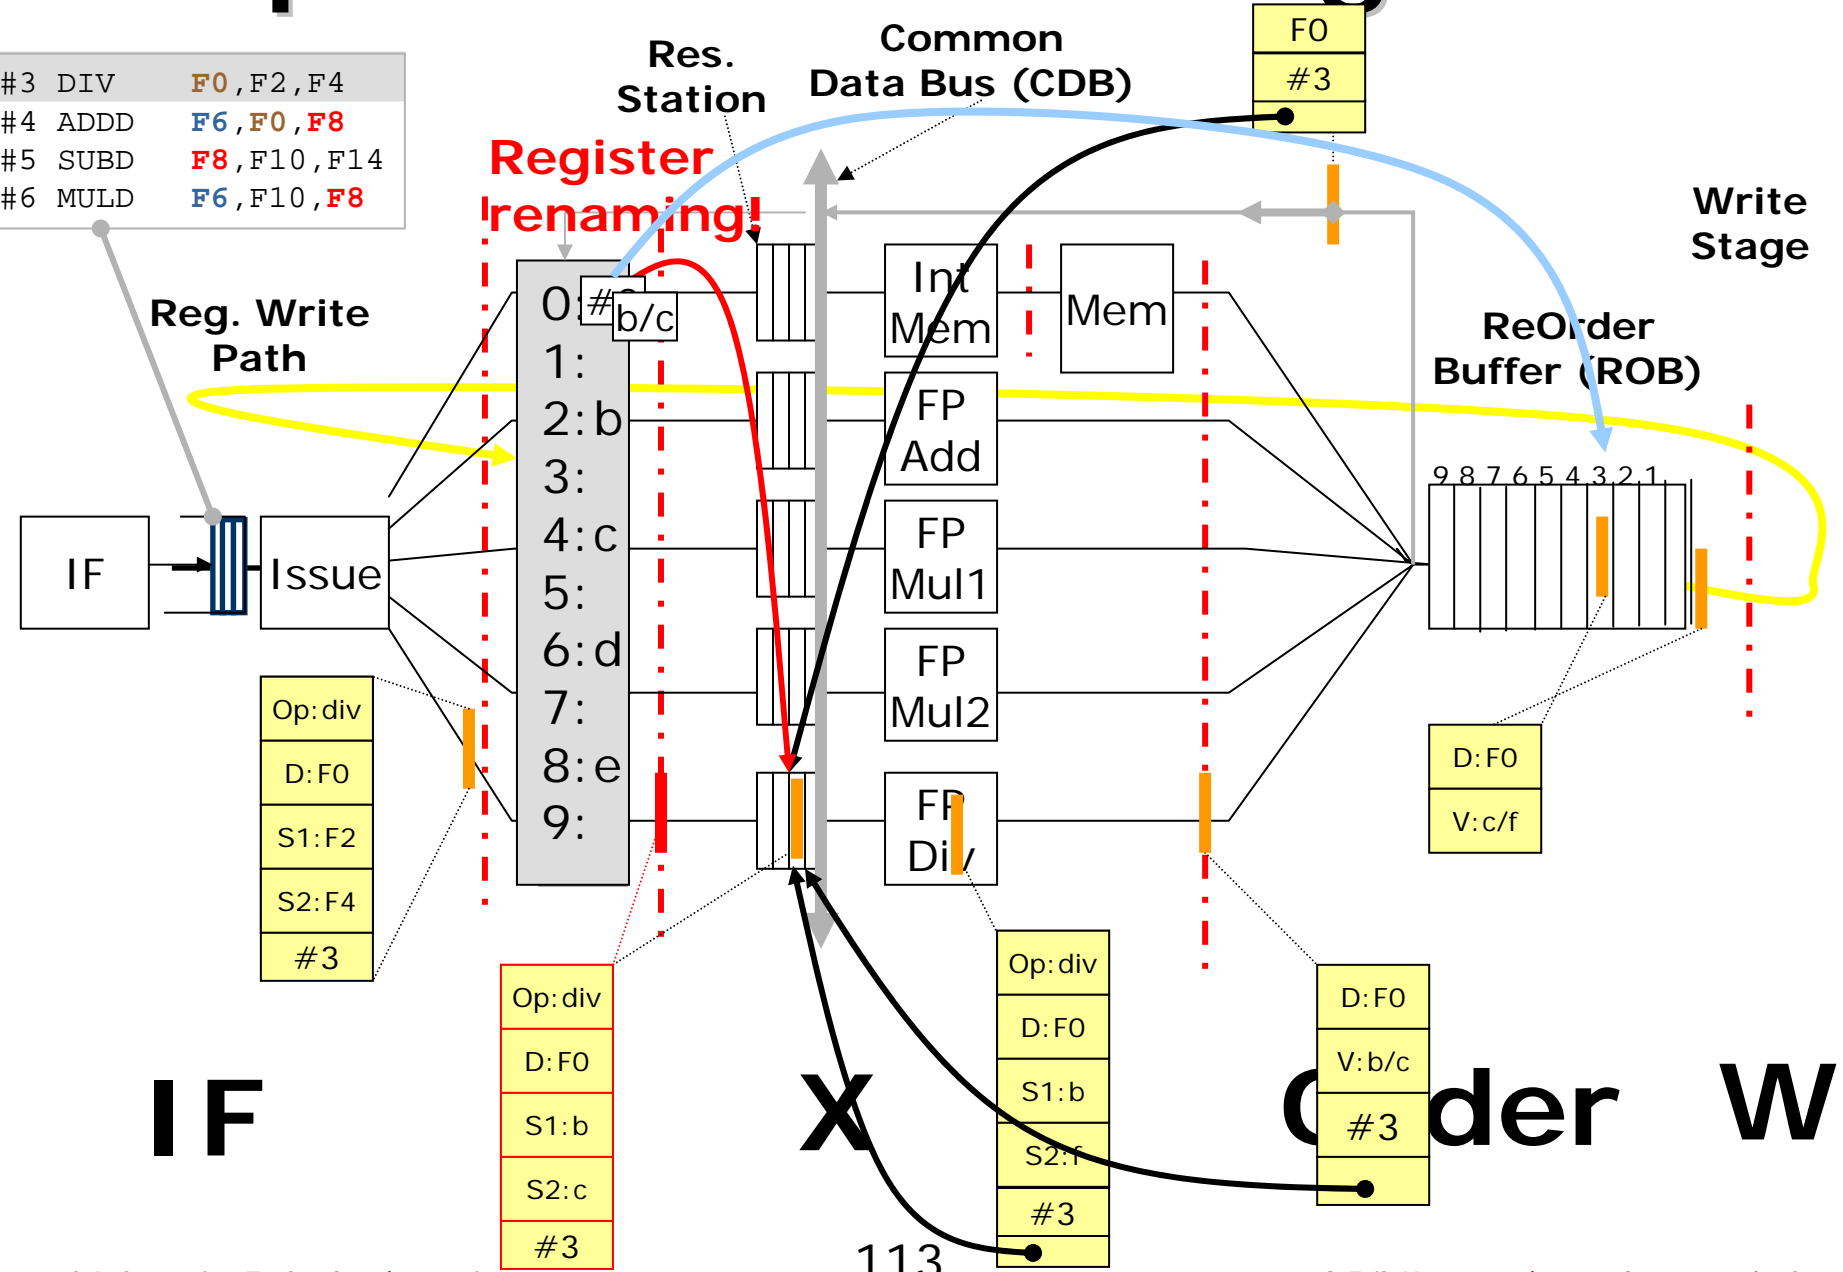 #3 DIV F0,F2,F4
#4 ADDD F6,F0,F8
#5 SUBD F8,F10,F14
#6 MULD F6,F10,F8
Res.
Station
Common
Data Bus (CDB)
F0
#3
Register
renaming!
Write
Stage
Reg. Write
Path
ReOrder
Buffer (ROB)
0:
b/c
1:
2:b
3:
4:c
5:
6:d
7:
8:e
9:
Int
Mem
Mem
FP
Add
FP
Mul1
FP
Mul2
FP
Div
9 8 7 6 5 4 3 2 1
IF
Issue
Op:div
D:F0
S1:F2
S2:F4
#3
D:F0
V:c/f
Op:div
D:F0
S1:b
S2:c
#3
Op:div
D:F0
S1:b
S2:f
#3
D:F0
V:b/c
#3
IF
X
W
113